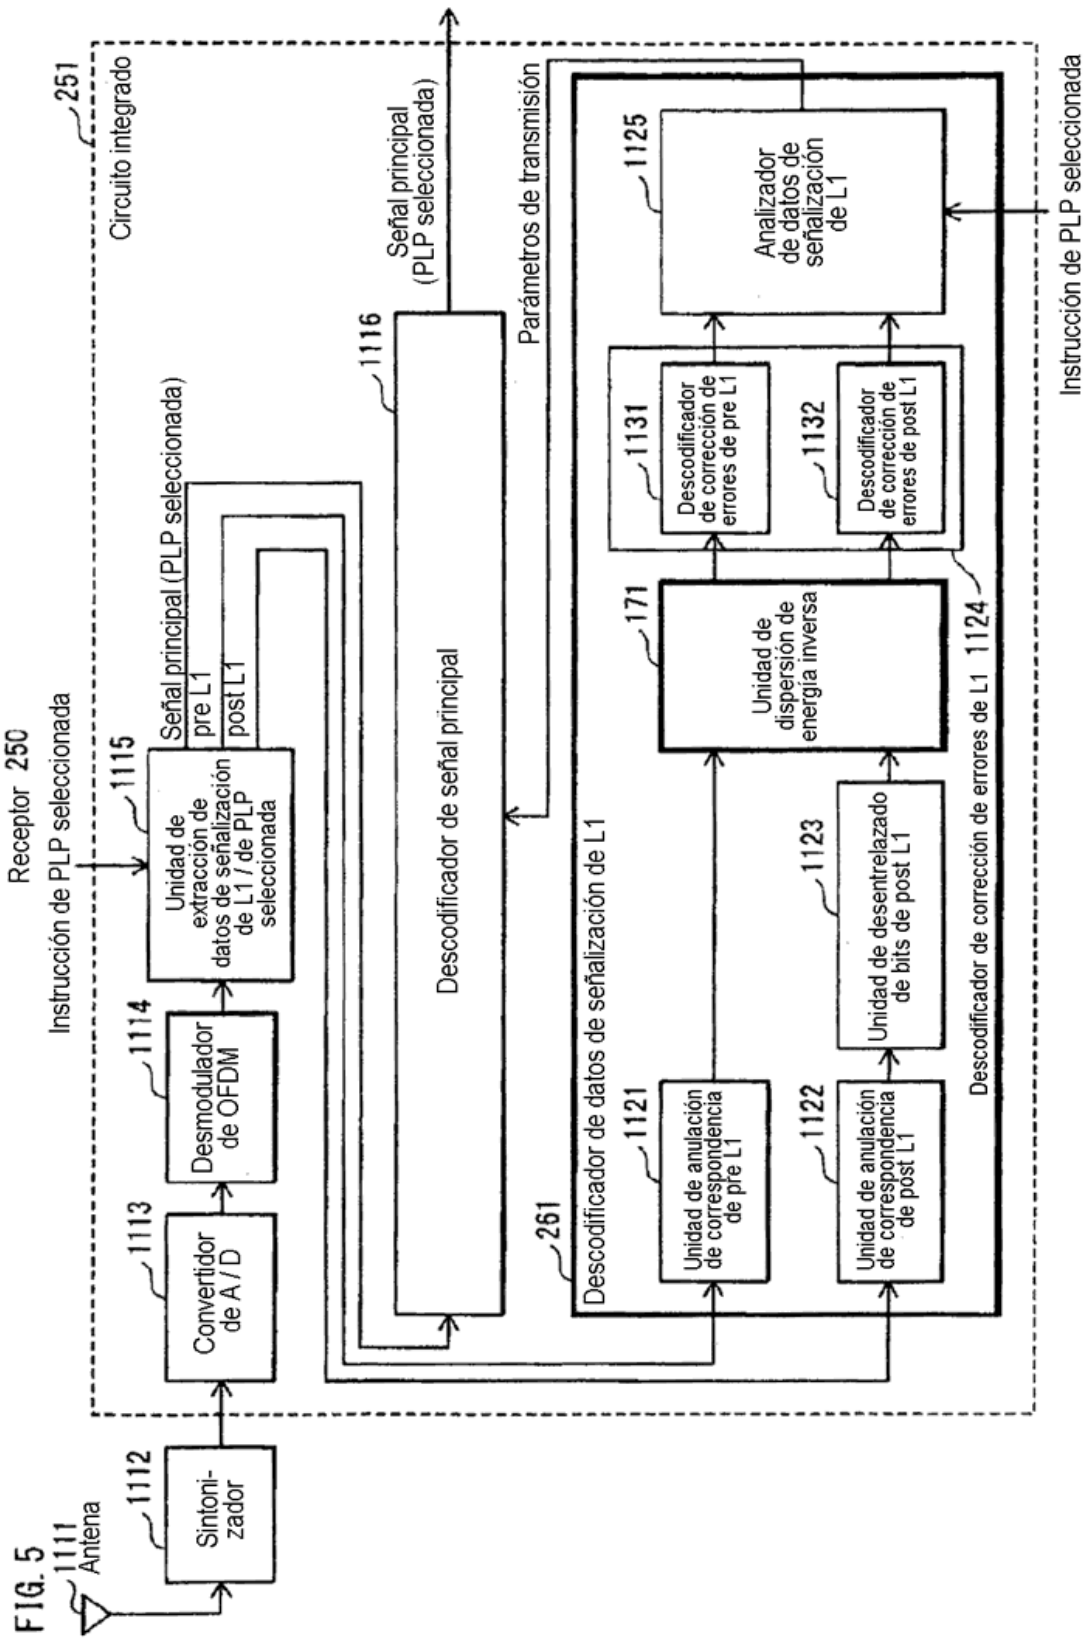 FIG. 5
Receptor 250
1111
Antena
1112
Sintoni-
zador
251
Circuito integrado
1113
Convertidor
de A / D
1114
Desmodulador
de OFDM
Instrucción de PLP seleccionada
1115
Unidad de
extracción de
datos de señalización
de L1 / de PLP
seleccionada
Señal principal (PLP seleccionada)
pre L1
post L1
1116
Descodificador de señal principal
Señal principal
(PLP seleccionada)
Parámetros de transmisión
261
Descodificador de datos de señalización de L1
1121
Unidad de anulación
de correspondencia
de pre L1
1122
Unidad de anulación
de correspondencia
de post L1
1123
Unidad de desentrelazado
de bits de post L1
171
Unidad de
dispersión de
energía inversa
1131
Descodificador
de corrección de
errores de pre L1
1132
Descodificador
de corrección de
errores de post L1
1125
Analizador
de datos de
señalización
de L1
Descodificador de corrección de errores de L1 1124
Instrucción de PLP seleccionada